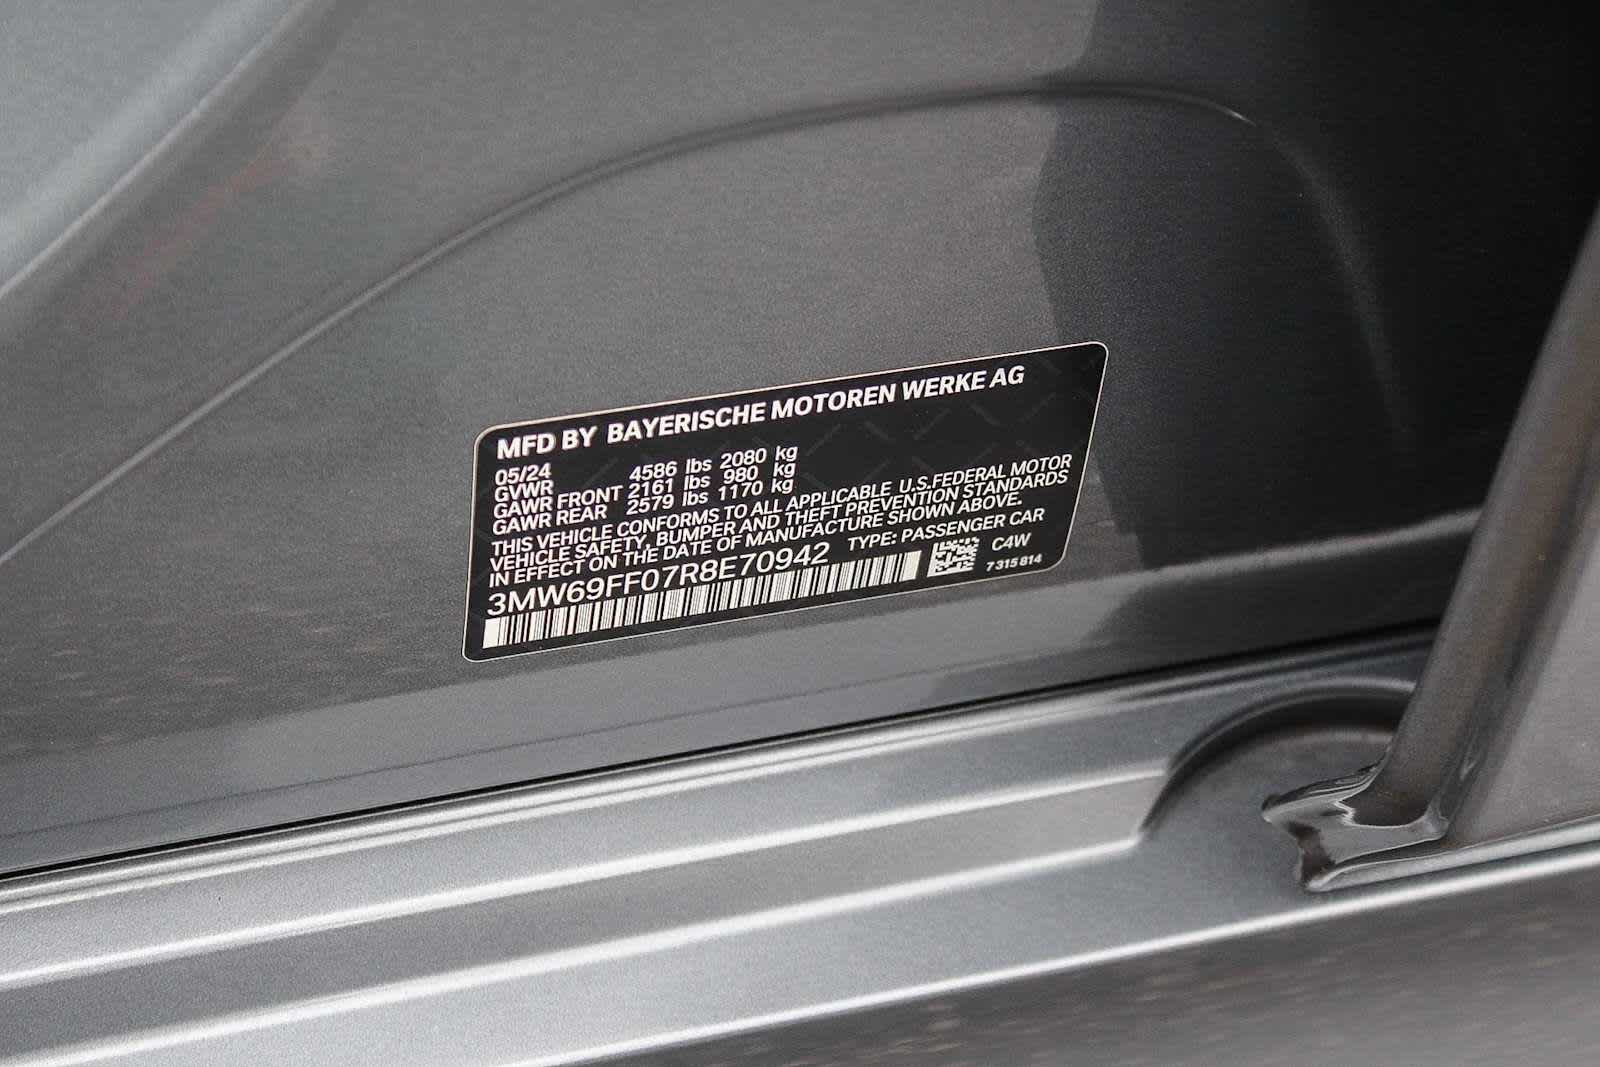 MFD BY BAYERISCHE MOTOREN WERKE AG
05/24
GVWR 4586 lbs 2080 kg
GAWR FRONT 2161 lbs 980 kg
GAWR REAR 2579 lbs 1170 kg
THIS VEHICLE CONFORMS TO ALL APPLICABLE U.S.FEDERAL MOTOR
VEHICLE SAFETY, BUMPER AND THEFT PREVENTION STANDARDS
IN EFFECT ON THE DATE OF MANUFACTURE SHOWN ABOVE.
3MW69FF07R8E70942 TYPE: PASSENGER CAR
C4W
7 315 814